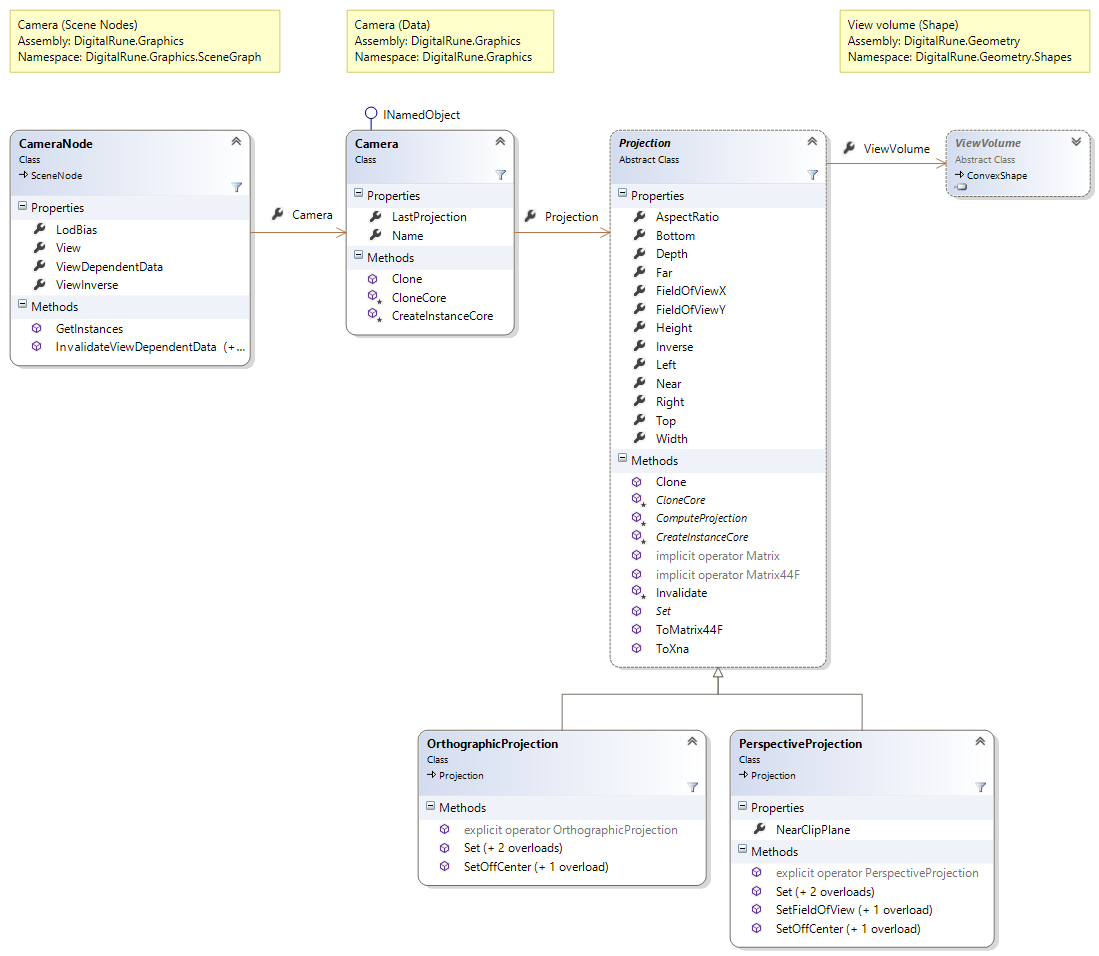 Camera (Scene Nodes)
Assembly: DigitalRune.Graphics
Namespace: DigitalRune.Graphics.SceneGraph
Camera (Data)
Assembly: DigitalRune.Graphics
Namespace: DigitalRune.Graphics
View volume (Shape)
Assembly: DigitalRune.Geometry
Namespace: DigitalRune.Geometry.Shapes
CameraNode
Class
SceneNode
Properties
LodBias
View
ViewDependentData
ViewInverse
Methods
GetInstances
InvalidateViewDependentData (+...
Camera
INamedObject
Camera
Class
Properties
LastProjection
Name
Methods
Clone
CloneCore
CreateInstanceCore
Projection
Projection
Abstract Class
Properties
AspectRatio
Bottom
Depth
Far
FieldOfViewX
FieldOfViewY
Height
Inverse
Left
Near
Right
Top
Width
Methods
Clone
CloneCore
ComputeProjection
CreateInstanceCore
implicit operator Matrix
implicit operator Matrix44F
Invalidate
Set
ToMatrix44F
ToXna
ViewVolume
ViewVolume
Abstract Class
ConvexShape
OrthographicProjection
Class
Projection
Methods
explicit operator OrthographicProjection
Set (+ 2 overloads)
SetOffCenter (+ 1 overload)
PerspectiveProjection
Class
Projection
Properties
NearClipPlane
Methods
explicit operator PerspectiveProjection
Set (+ 2 overloads)
SetFieldOfView (+ 1 overload)
SetOffCenter (+ 1 overload)